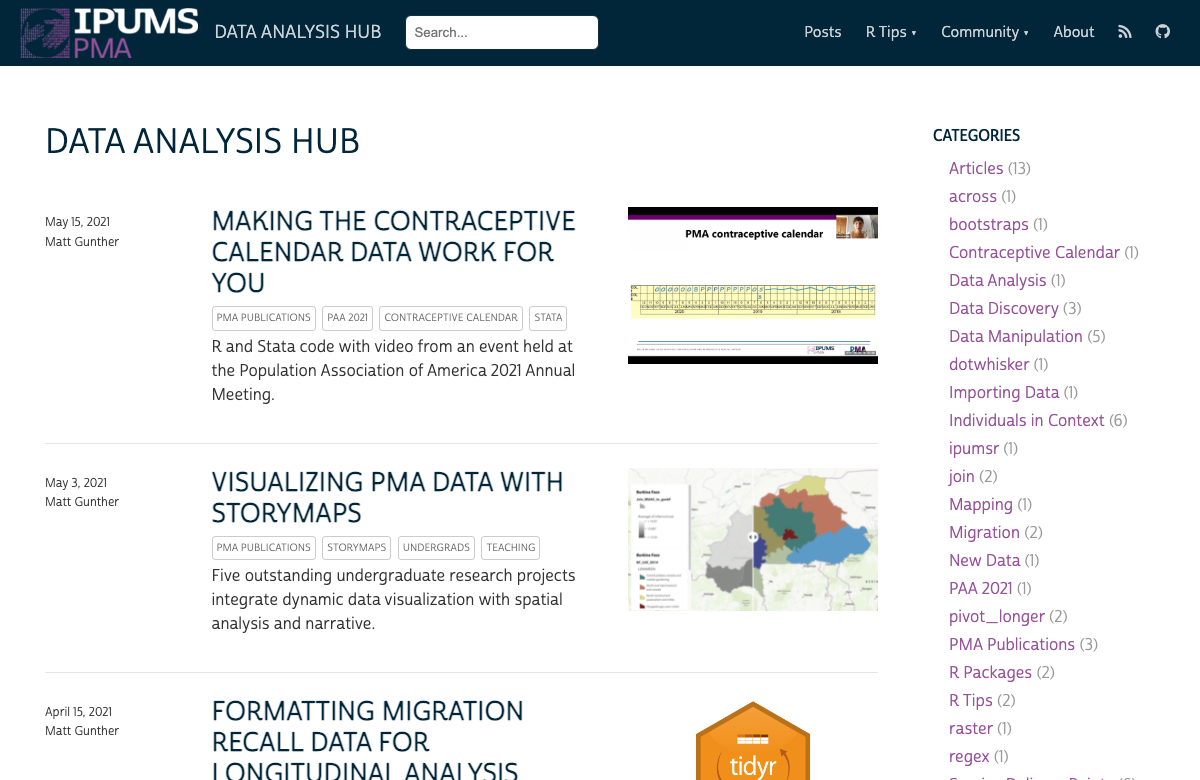 IPUMS
PMA
DATA ANALYSIS HUB
Search...
Posts
R Tips ▾
Community ▾
About
DATA ANALYSIS HUB
May 15, 2021
Matt Gunther
MAKING THE CONTRACEPTIVE
CALENDAR DATA WORK FOR
YOU
PMA PUBLICATIONS
PAA 2021
CONTRACEPTIVE CALENDAR
STATA
R and Stata code with video from an event held at
the Population Association of America 2021 Annual
Meeting.
PMA contraceptive calendar
May 3, 2021
Matt Gunther
VISUALIZING PMA DATA WITH
STORYMAPS
PMA PUBLICATIONS
STORYMAPS
UNDERGRADS
TEACHING
Five outstanding undergraduate research projects
integrate dynamic data visualization with spatial
analysis and narrative.
Burkina Faso
Burkina Faso
April 15, 2021
Matt Gunther
FORMATTING MIGRATION
RECALL DATA FOR
LONGITUDINAL ANALYSIS
tidyr
CATEGORIES
Articles (13)
across (1)
bootstraps (1)
Contraceptive Calendar (1)
Data Analysis (1)
Data Discovery (3)
Data Manipulation (5)
dotwhisker (1)
Importing Data (1)
Individuals in Context (6)
ipumsr (1)
join (2)
Mapping (1)
Migration (2)
New Data (1)
PAA 2021 (1)
pivot_longer (2)
PMA Publications (3)
R Packages (2)
R Tips (2)
raster (1)
regex (1)